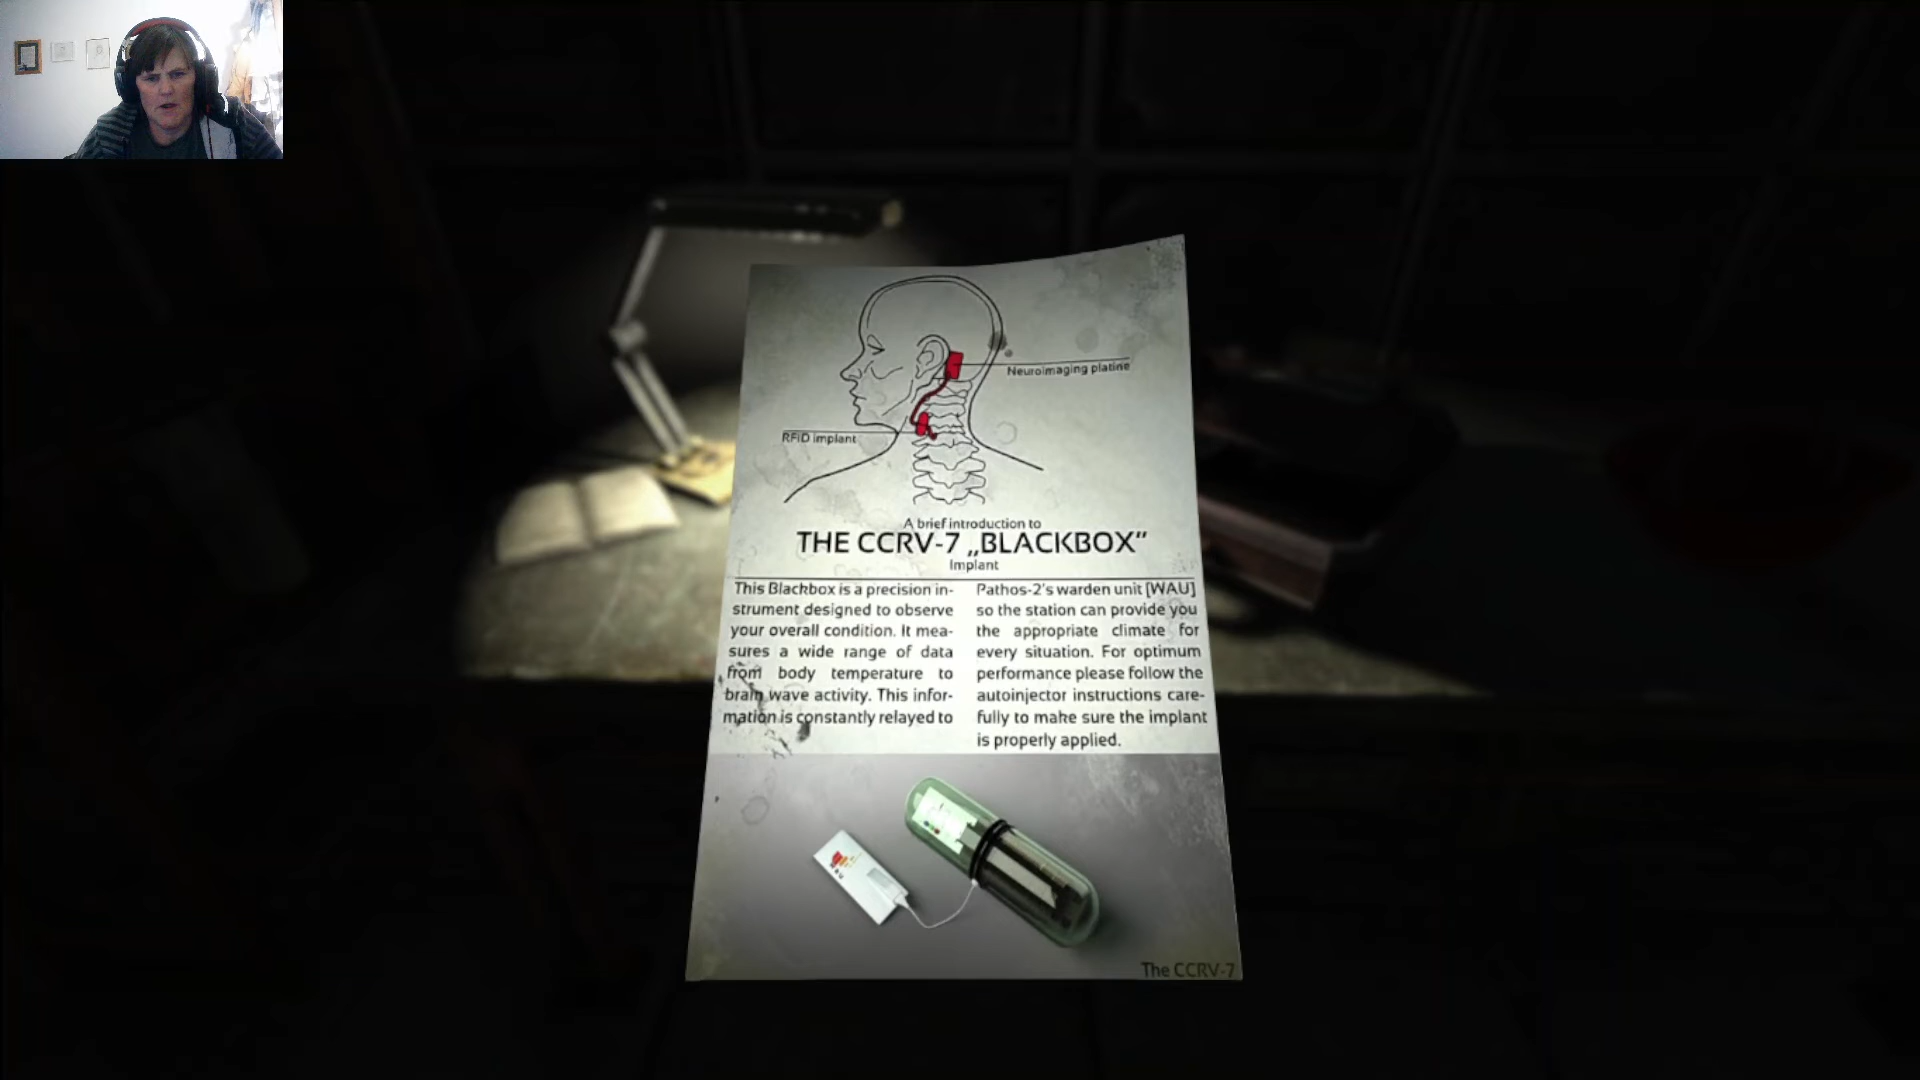 Neuroimaging platine
RFID implant
A brief introduction to
THE CCRV-7 „BLACKBOX”
Implant
This Blackbox is a precision in-
strument designed to observe
your overall condition. It mea-
sures a wide range of data
from body temperature to
brain wave activity. This infor-
mation is constantly relayed to
Pathos-2's warden unit [WAU]
so the station can provide you
the appropriate climate for
every situation. For optimum
performance please follow the
autoinjector instructions care-
fully to make sure the implant
is properly applied.
The CCRV-7